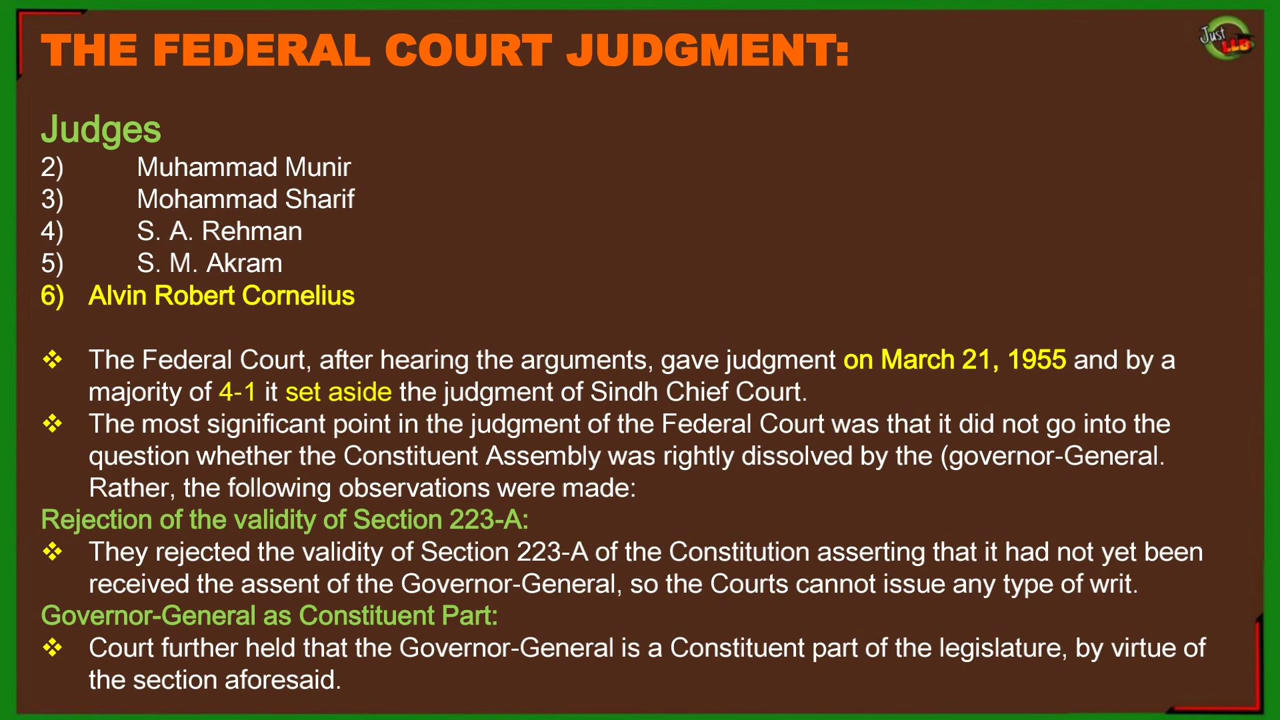 THE FEDERAL COURT JUDGMENT:
Just LLB
Judges
2) Muhammad Munir
3) Mohammad Sharif
4) S. A. Rehman
5) S. M. Akram
6) Alvin Robert Cornelius
❖ The Federal Court, after hearing the arguments, gave judgment on March 21, 1955 and by a
majority of 4-1 it set aside the judgment of Sindh Chief Court.
❖ The most significant point in the judgment of the Federal Court was that it did not go into the
question whether the Constituent Assembly was rightly dissolved by the (governor-General.
Rather, the following observations were made:
Rejection of the validity of Section 223-A:
❖ They rejected the validity of Section 223-A of the Constitution asserting that it had not yet been
received the assent of the Governor-General, so the Courts cannot issue any type of writ.
Governor-General as Constituent Part:
❖ Court further held that the Governor-General is a Constituent part of the legislature, by virtue of
the section aforesaid.